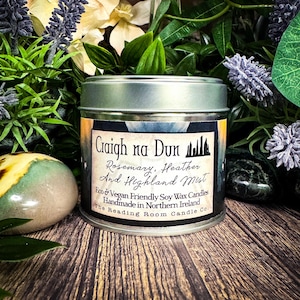 Craigh na Dun
Rosemary, Heather
And Highland Mist
Eco & Vegan Friendly Soy Wax Candles
Handmade in Northern Ireland
The Reading Room Candle Co